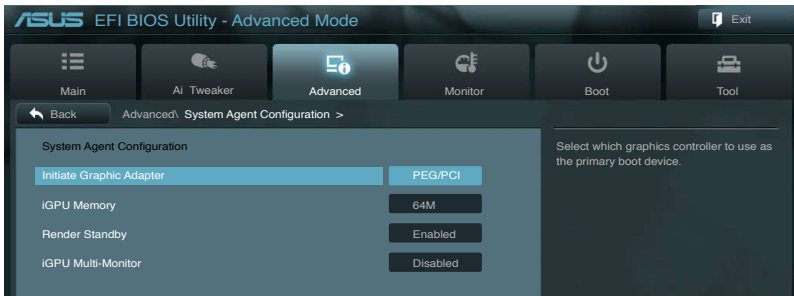 ASUS EFI BIOS Utility - Advanced Mode
Exit
Main
Ai Tweaker
Advanced
Monitor
Boot
Tool
Back
Advanced\ System Agent Configuration >
System Agent Configuration
Initiate Graphic Adapter PEG/PCI
iGPU Memory 64M
Render Standby Enabled
iGPU Multi-Monitor Disabled
Select which graphics controller to use as
the primary boot device.